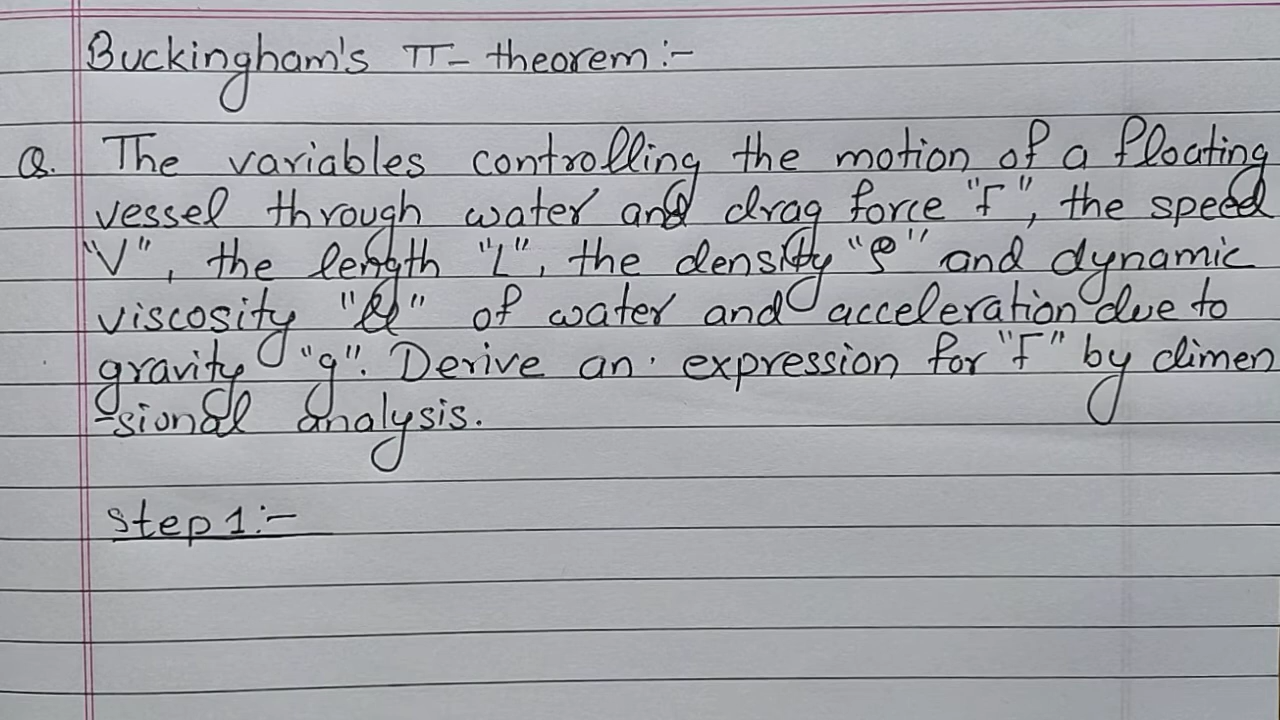 Buckingham's π- theorem:-
Q. The variables controlling the motion of a floating
vessel through water and drag force "F", the speed
"V", the length "L", the density "ρ" and dynamic
viscosity "μ" of water and acceleration due to
gravity "g". Derive an expression for "F" by dimen
-sional analysis.
Step 1:-